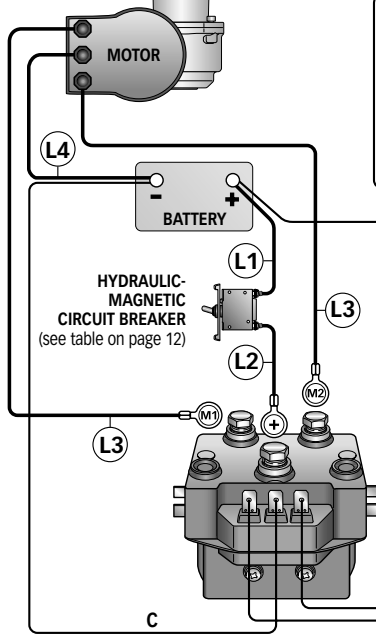 MOTOR
L4
-
+
BATTERY
L1
HYDRAULIC-
MAGNETIC
CIRCUIT BREAKER
(see table on page 12)
L3
L2
M2
M1
+
L3
C